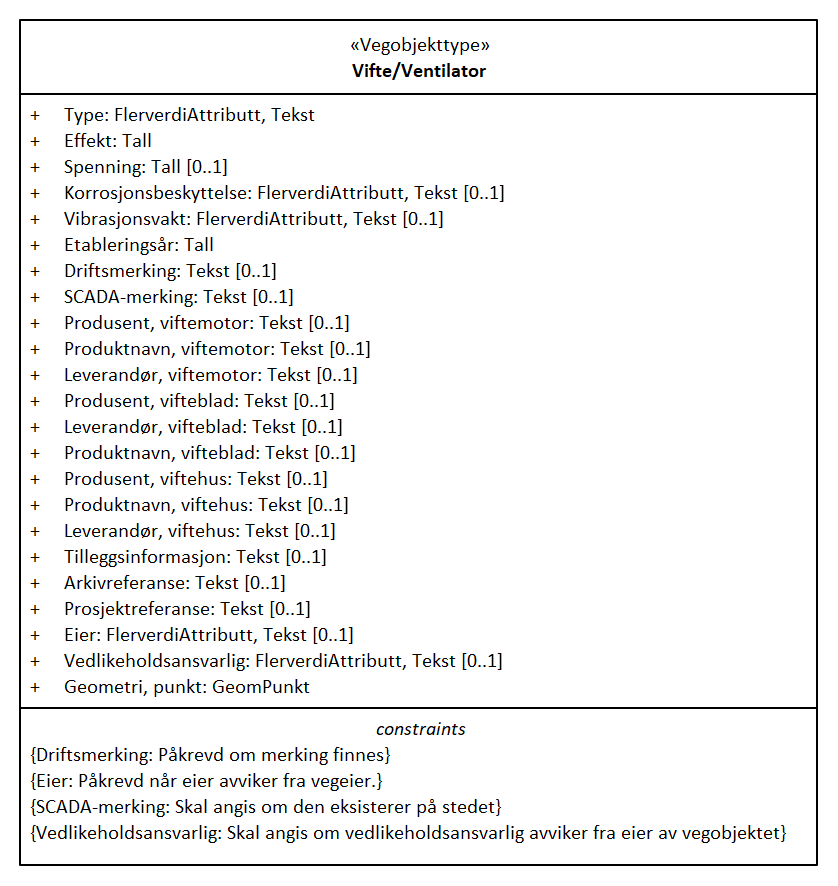 «Vegobjekttype»
Vifte/Ventilator
+ Type: FlerverdiAttributt, Tekst
+ Effekt: Tall
+ Spenning: Tall [0..1]
+ Korrosjonsbeskyttelse: FlerverdiAttributt, Tekst [0..1]
+ Vibrasjonsvakt: FlerverdiAttributt, Tekst [0..1]
+ Etableringsår: Tall
+ Driftsmerking: Tekst [0..1]
+ SCADA-merking: Tekst [0..1]
+ Produsent, viftemotor: Tekst [0..1]
+ Produktnavn, viftemotor: Tekst [0..1]
+ Leverandør, viftemotor: Tekst [0..1]
+ Produsent, vifteblad: Tekst [0..1]
+ Leverandør, vifteblad: Tekst [0..1]
+ Produktnavn, vifteblad: Tekst [0..1]
+ Produsent, viftehus: Tekst [0..1]
+ Produktnavn, viftehus: Tekst [0..1]
+ Leverandør, viftehus: Tekst [0..1]
+ Tilleggsinformasjon: Tekst [0..1]
+ Arkivreferanse: Tekst [0..1]
+ Prosjektreferanse: Tekst [0..1]
+ Eier: FlerverdiAttributt, Tekst [0..1]
+ Vedlikeholdsansvarlig: FlerverdiAttributt, Tekst [0..1]
+ Geometri, punkt: GeomPunkt
constraints
{Driftsmerking: Påkrevd om merking finnes}
{Eier: Påkrevd når eier avviker fra vegeier.}
{SCADA-merking: Skal angis om den eksisterer på stedet}
{Vedlikeholdsansvarlig: Skal angis om vedlikeholdsansvarlig avviker fra eier av vegobjektet}